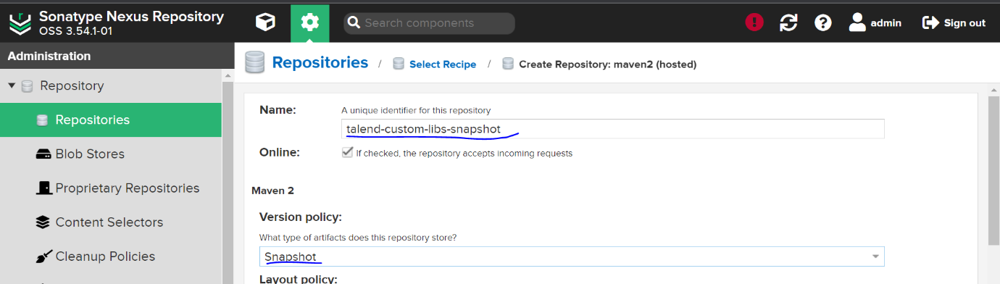 Sonatype Nexus Repository
OSS 3.54.1-01
Search components
admin
Sign out
Administration
Repository
Repositories
Blob Stores
Proprietary Repositories
Content Selectors
Cleanup Policies
Repositories / Select Recipe / Create Repository: maven2 (hosted)
Name:
A unique identifier for this repository
talend-custom-libs-snapshot
Online:
If checked, the repository accepts incoming requests
Maven 2
Version policy:
What type of artifacts does this repository store?
Snapshot
Layout policy: